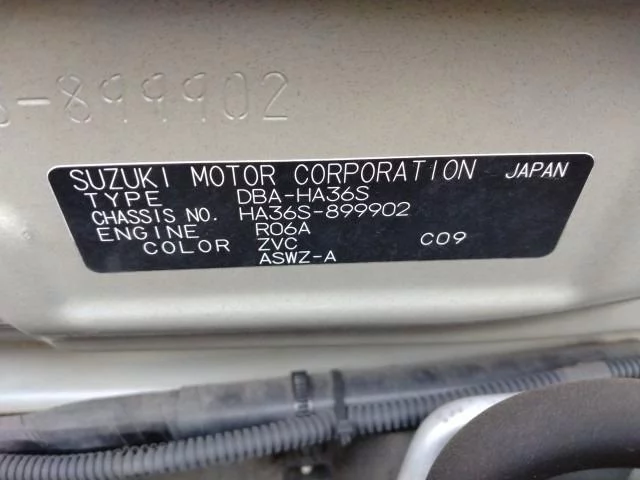 S-899902
SUZUKI MOTOR CORPORATION JAPAN
TYPE DBA-HA36S
CHASSIS NO. HA36S-899902
ENGINE R06A
COLOR ZVC C09
ASWZ-A